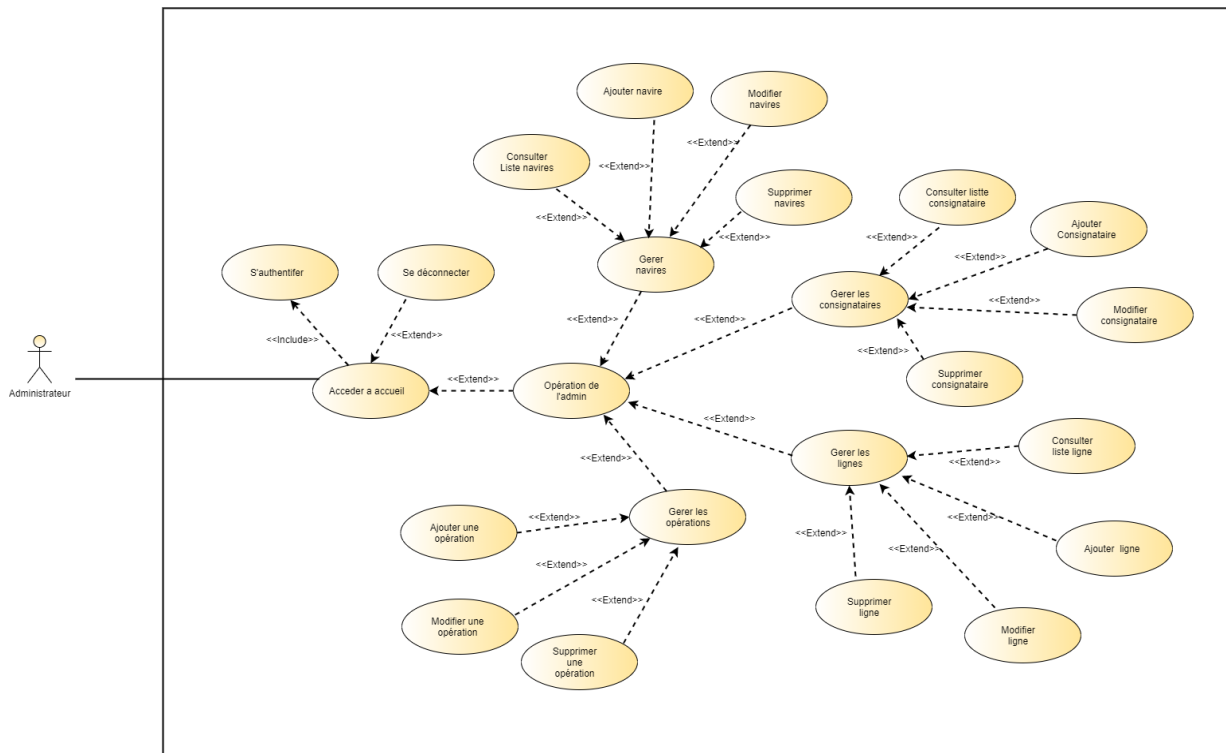 Ajouter navire
Modifier
navires
<<Extend>>
Consulter
Liste navires
<<Extend>>
<<Extend>>
Supprimer
navires
Consulter listte
consignataire
<<Extend>>
<<Extend>>
Ajouter
Consignataire
<<Extend>>
<<Extend>>
Gerer
navires
S'authentifer
Se déconnecter
Gerer les
consignataires
<<Extend>>
Modifier
consignataire
<<Extend>>
<<Extend>>
<<Include>>
<<Extend>>
<<Extend>>
Supprimer
consignataire
Administrateur
Acceder a accueil
<<Extend>>
Opération de
l'admin
<<Extend>>
Gerer les
lignes
Consulter
liste ligne
<<Extend>>
<<Extend>>
Gerer les
opèrations
Ajouter une
opération
<<Extend>>
<<Extend>>
<<Extend>>
<<Extend>>
Ajouter ligne
<<Extend>>
<<Extend>>
Supprimer
ligne
Modifier une
opération
Modifier
ligne
Supprimer
une
opération